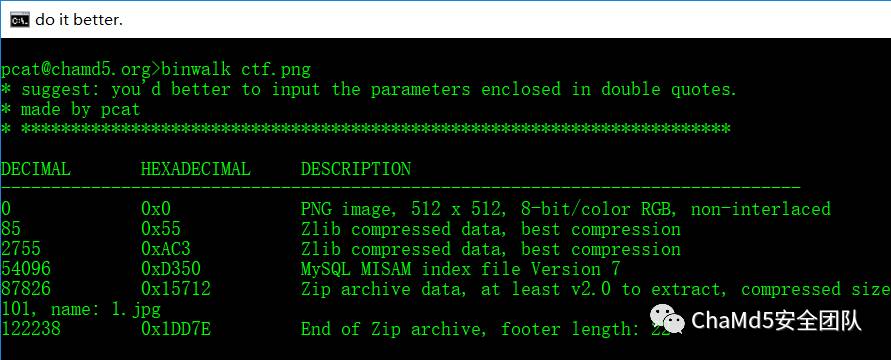 do it better.
pcat@chamd5.org>binwalk ctf.png
* suggest: you'd better to input the parameters enclosed in double quotes.
* made by pcat
* ***********************************************************************
DECIMAL HEXADECIMAL DESCRIPTION
--------------------------------------------------------------------------------
0 0x0 PNG image, 512 x 512, 8-bit/color RGB, non-interlaced
85 0x55 Zlib compressed data, best compression
2755 0xAC3 Zlib compressed data, best compression
54096 0xD350 MySQL MISAM index file Version 7
87826 0x15712 Zip archive data, at least v2.0 to extract, compressed size
101, name: 1.jpg
122238 0x1DD7E End of Zip archive, footer length: 22
ChaMd5安全团队